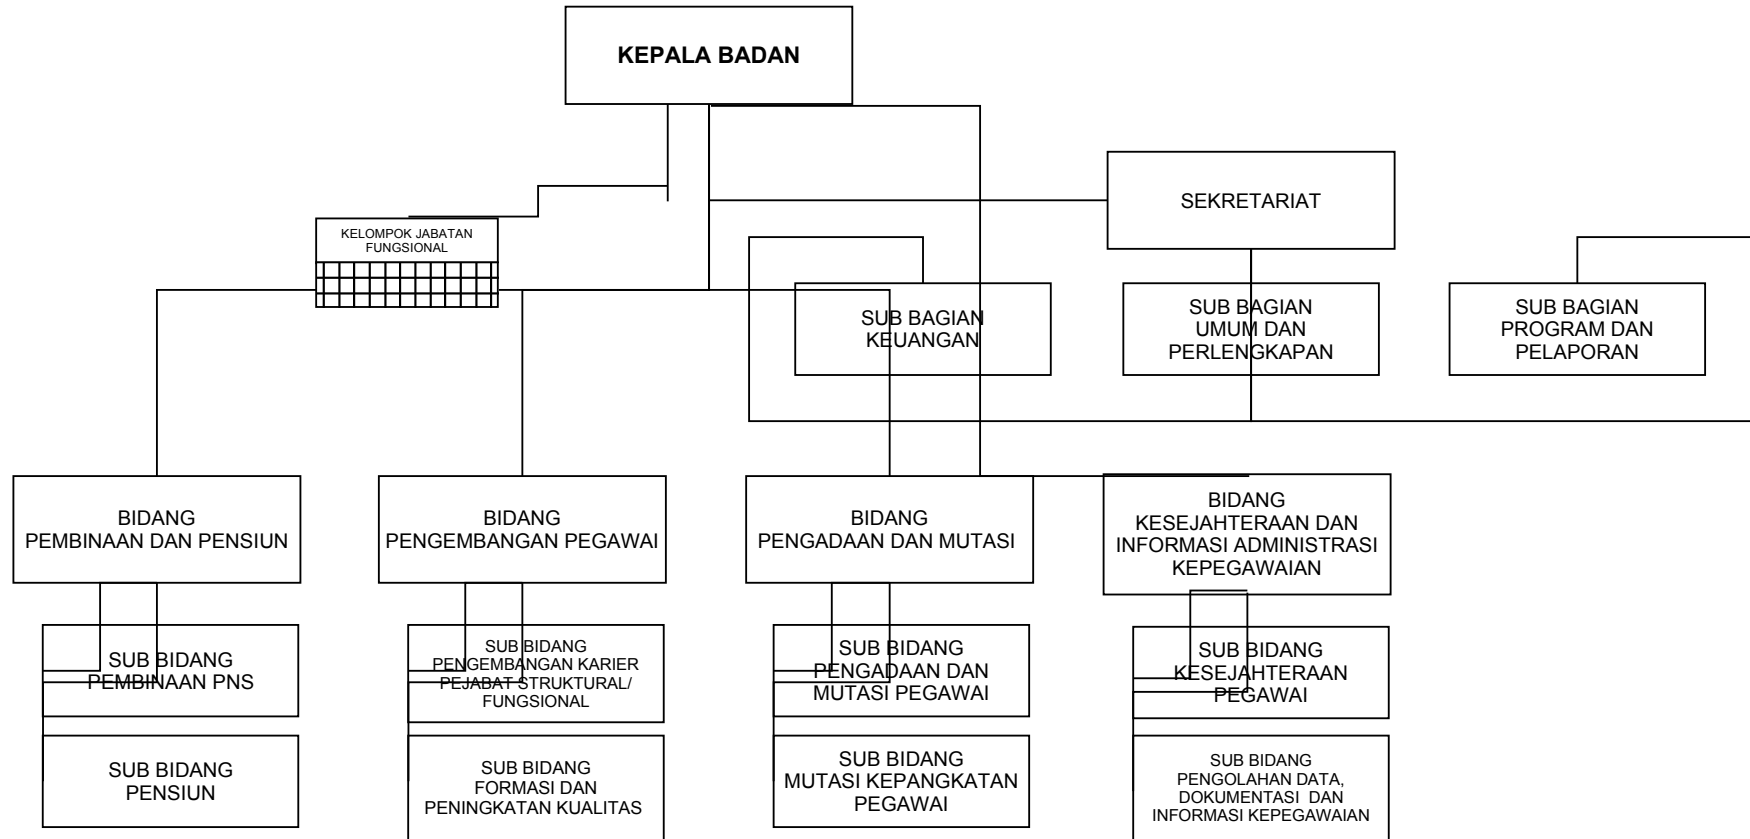 KEPALA BADAN
SEKRETARIAT
KELOMPOK JABATAN
FUNGSIONAL
SUB BAGIAN
KEUANGAN
SUB BAGIAN
UMUM DAN
PERLENGKAPAN
SUB BAGIAN
PROGRAM DAN
PELAPORAN
BIDANG
PEMBINAAN DAN PENSIUN
BIDANG
PENGEMBANGAN PEGAWAI
BIDANG
PENGADAAN DAN MUTASI
BIDANG
KESEJAHTERAAN DAN
INFORMASI ADMINISTRASI
KEPEGAWAIAN
SUB BIDANG
PEMBINAAN PNS
SUB BIDANG
PENGEMBANGAN KARIER
PEJABAT STRUKTURAL/
FUNGSIONAL
SUB BIDANG
PENGADAAN DAN
MUTASI PEGAWAI
SUB BIDANG
KESEJAHTERAAN
PEGAWAI
SUB BIDANG
PENSIUN
SUB BIDANG
FORMASI DAN
PENINGKATAN KUALITAS
SUB BIDANG
MUTASI KEPANGKATAN
PEGAWAI
SUB BIDANG
PENGOLAHAN DATA,
DOKUMENTASI DAN
INFORMASI KEPEGAWAIAN